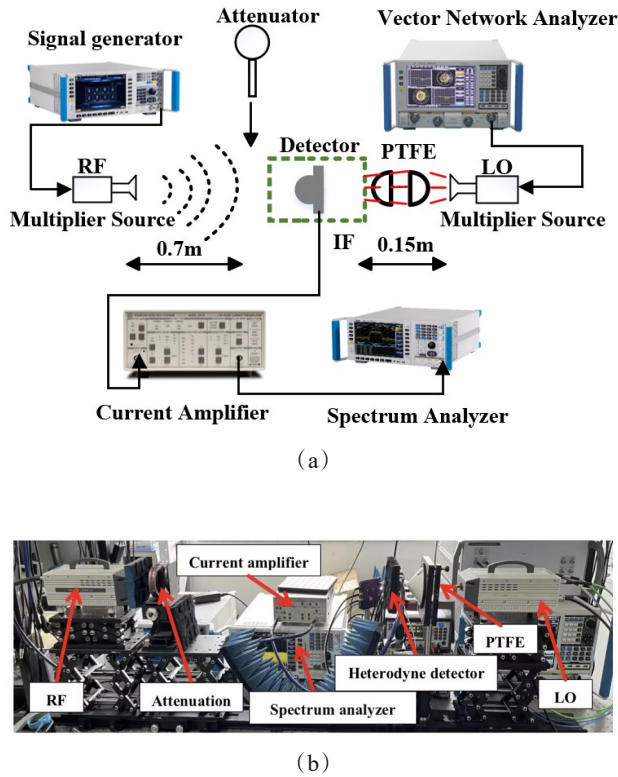 Attenuator
Signal generator
Vector Network Analyzer
Detector
PTFE
RF
LO
Multiplier Source
Multiplier Source
0.7m
IF
0.15m
Current Amplifier
Spectrum Analyzer
（a）
Current amplifier
PTFE
Heterodyne detector
RF
Attenuation
Spectrum analyzer
LO
（b）